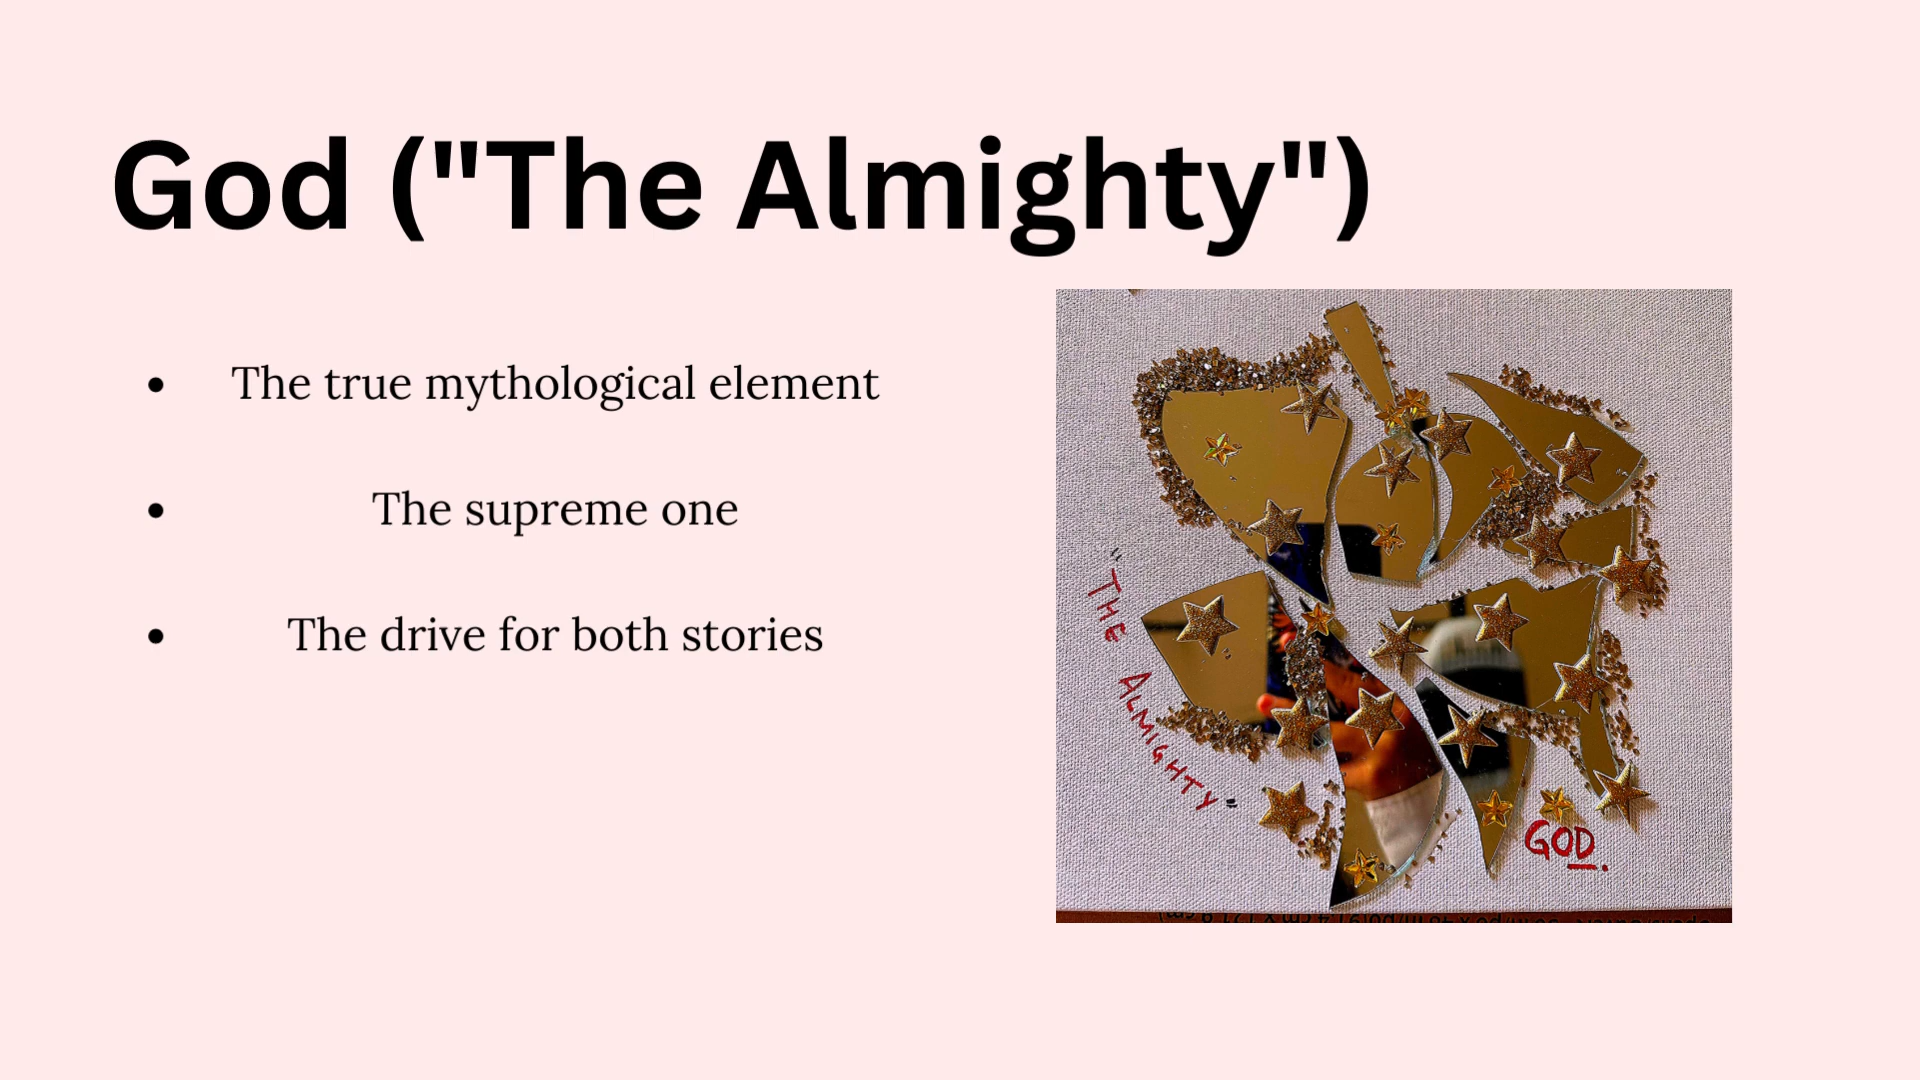 God ("The Almighty")
The true mythological element
The supreme one
The drive for both stories
"THE ALMIGHTY"
GOD.